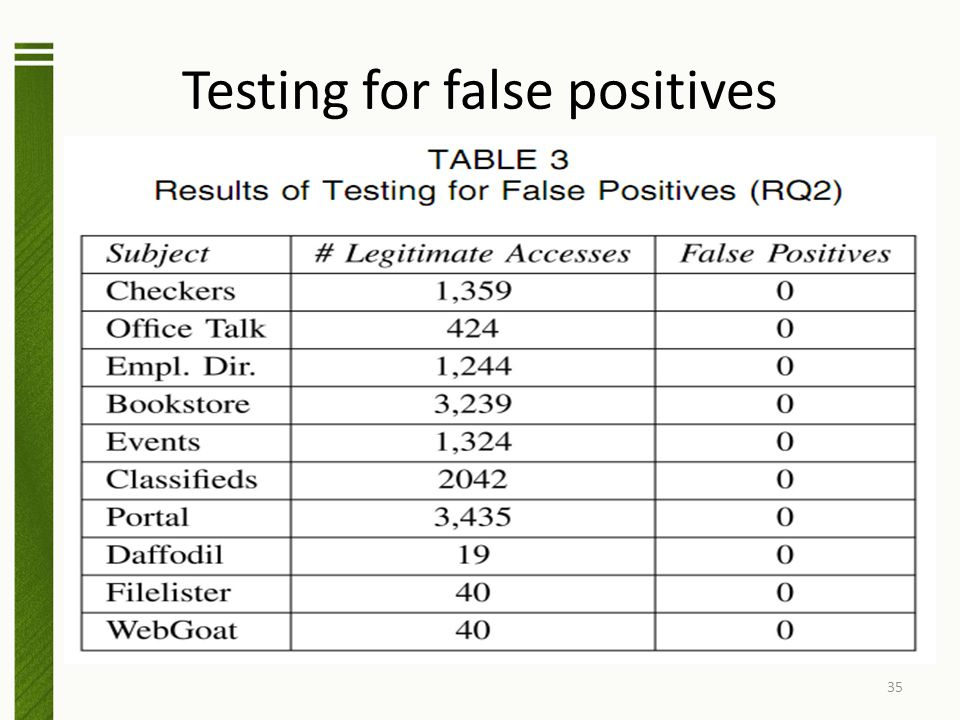 Testing for false positives
TABLE 3
Results of Testing for False Positives (RQ2)
Subject # Legitimate Accesses False Positives
Checkers 1,359 0
Office Talk 424 0
Empl. Dir. 1,244 0
Bookstore 3,239 0
Events 1,324 0
Classifieds 2042 0
Portal 3,435 0
Daffodil 19 0
Filelister 40 0
WebGoat 40 0
35